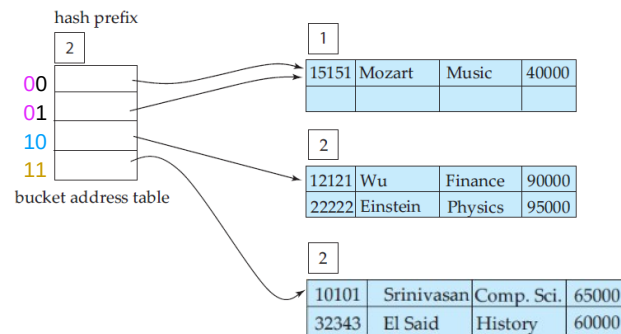 hash prefix
2
00
01
10
11
bucket address table
1
15151 Mozart Music 40000
2
12121 Wu Finance 90000
22222 Einstein Physics 95000
2
10101 Srinivasan Comp. Sci. 65000
32343 El Said History 60000